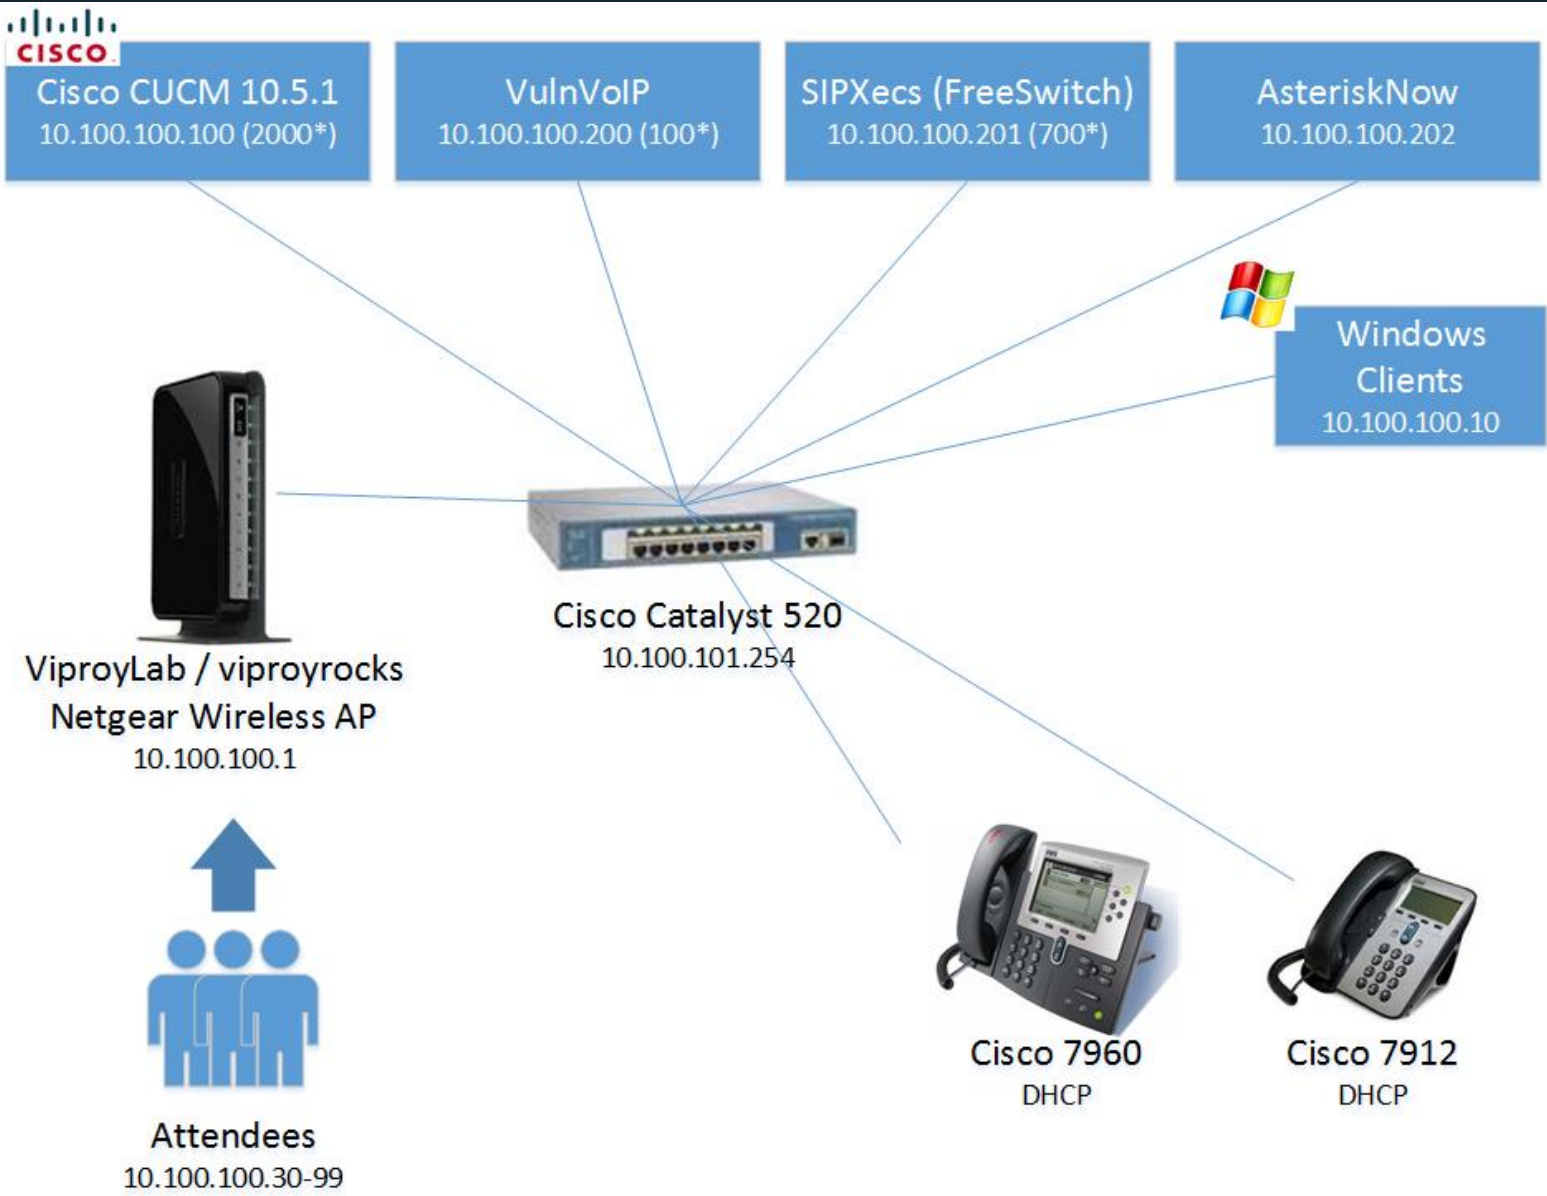 CISCO
Cisco CUCM 10.5.1
10.100.100.100 (2000*)
VulnVoIP
10.100.100.200 (100*)
SIPXecs (FreeSwitch)
10.100.100.201 (700*)
AsteriskNow
10.100.100.202
Windows
Clients
10.100.100.10
ViproyLab / viproyrocks
Netgear Wireless AP
10.100.100.1
Cisco Catalyst 520
10.100.101.254
Cisco 7960
DHCP
Cisco 7912
DHCP
Attendees
10.100.100.30-99